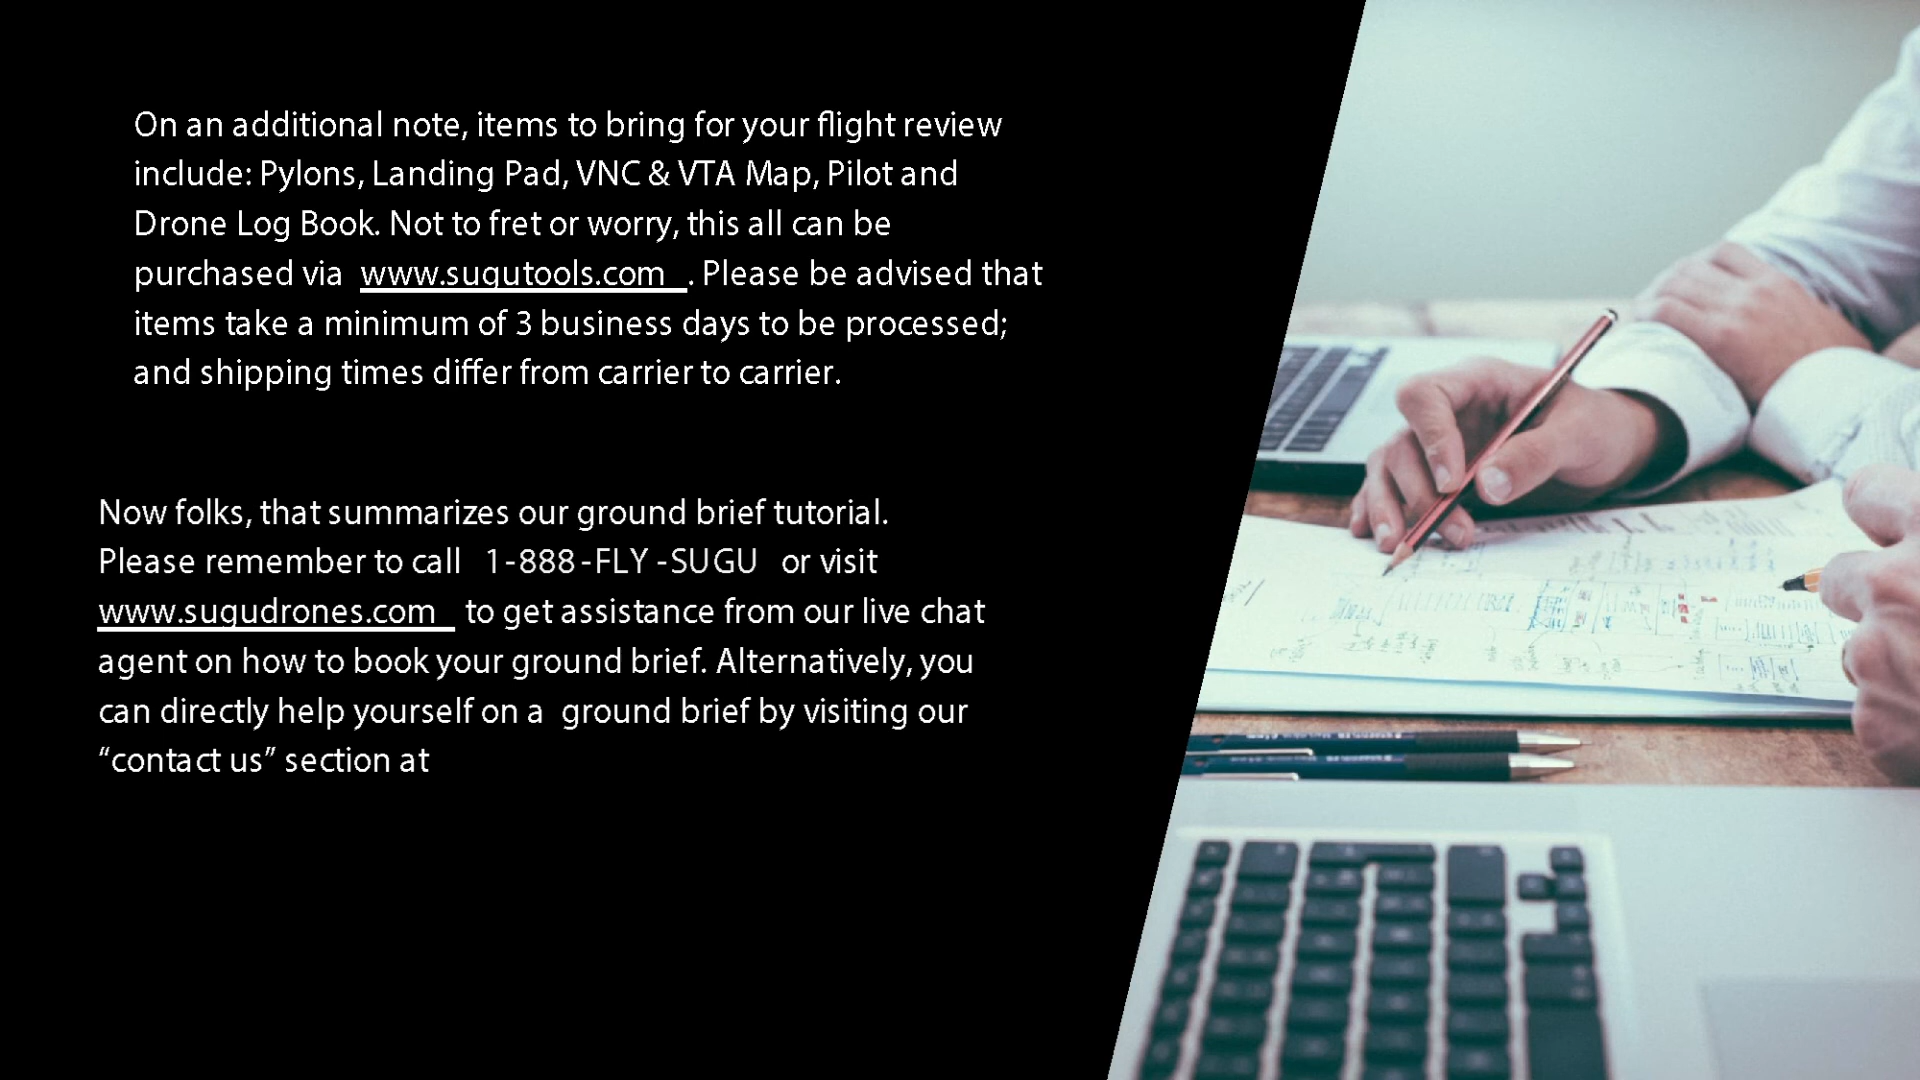 On an additional note, items to bring for your flight review
include: Pylons, Landing Pad, VNC & VTA Map, Pilot and
Drone Log Book. Not to fret or worry, this all can be
purchased via www.sugutools.com . Please be advised that
items take a minimum of 3 business days to be processed;
and shipping times differ from carrier to carrier.
Now folks, that summarizes our ground brief tutorial.
Please remember to call 1-888-FLY-SUGU or visit
www.sugudrones.com to get assistance from our live chat
agent on how to book your ground brief. Alternatively, you
can directly help yourself on a ground brief by visiting our
“contact us” section at